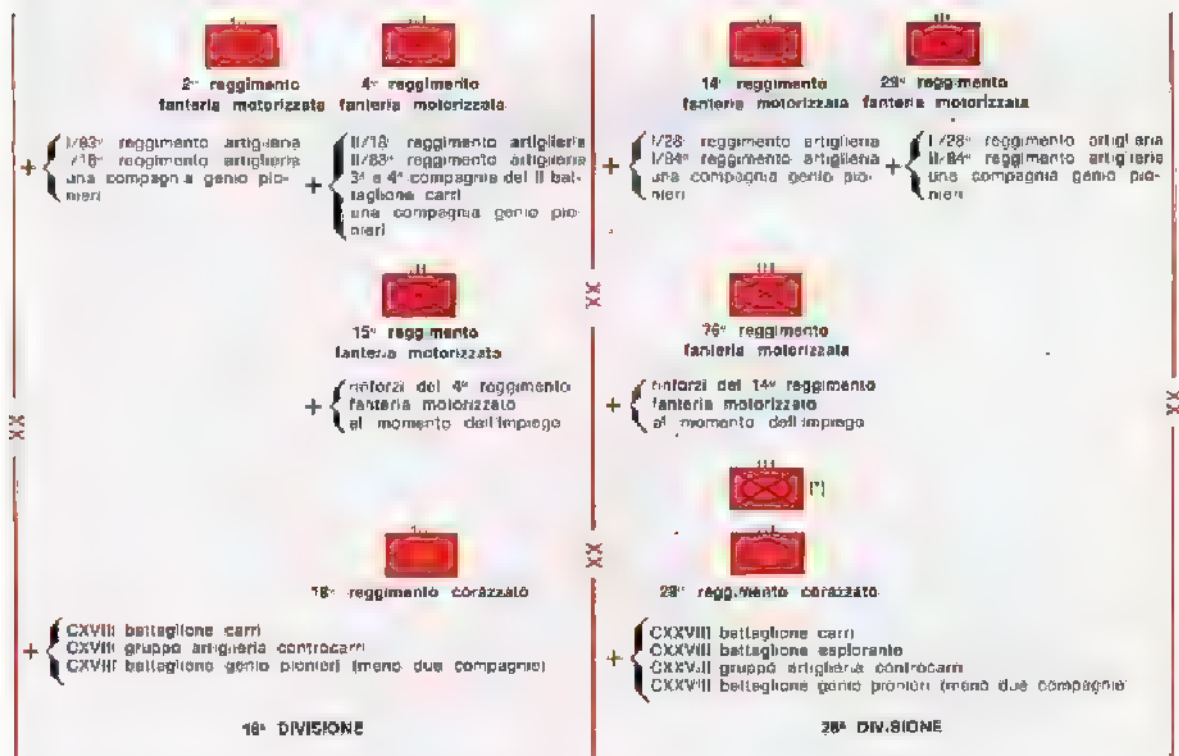 2° reggimento
fanteria motorizzata
4° reggimento
fanteria motorizzata
14° reggimento
fanteria motorizzata
29° reggimento
fanteria motorizzata
+ I/83° reggimento artiglieria
/18° reggimento artiglieria
una compagnia genio pio-
nieri
+ II/18° reggimento artiglieria
II/83° reggimento artiglieria
3ª e 4ª compagnia del II bat-
taglione carri
una compagnia genio pio-
nieri
+ I/28° reggimento artiglieria
I/84° reggimento artiglieria
una compagnia genio pio-
nieri
+ I/28° reggimento artiglieria
II/84° reggimento artiglieria
una compagnia genio pio-
nieri
XX
15° reggimento
fanteria motorizzata
76° reggimento
fanteria motorizzata
+ rinforzi del 4° reggimento
fanteria motorizzato
al momento dell'impiego
+ rinforzi del 14° reggimento
fanteria motorizzato
al momento dell'impiego
XX
XX
(*)
XX
18° reggimento corazzato
28° reggimento corazzato
+ CXVIII battaglione carri
CXVIII gruppo artiglieria controcarri
CXVIII battaglione genio pionieri (meno due compagnie)
+ CXXVIII battaglione carri
CXXVIII battaglione esplorante
CXXVIII gruppo artiglieria controcarri
CXXVIII battaglione genio pionieri (meno due compagnie)
18ª DIVISIONE
28ª DIVISIONE